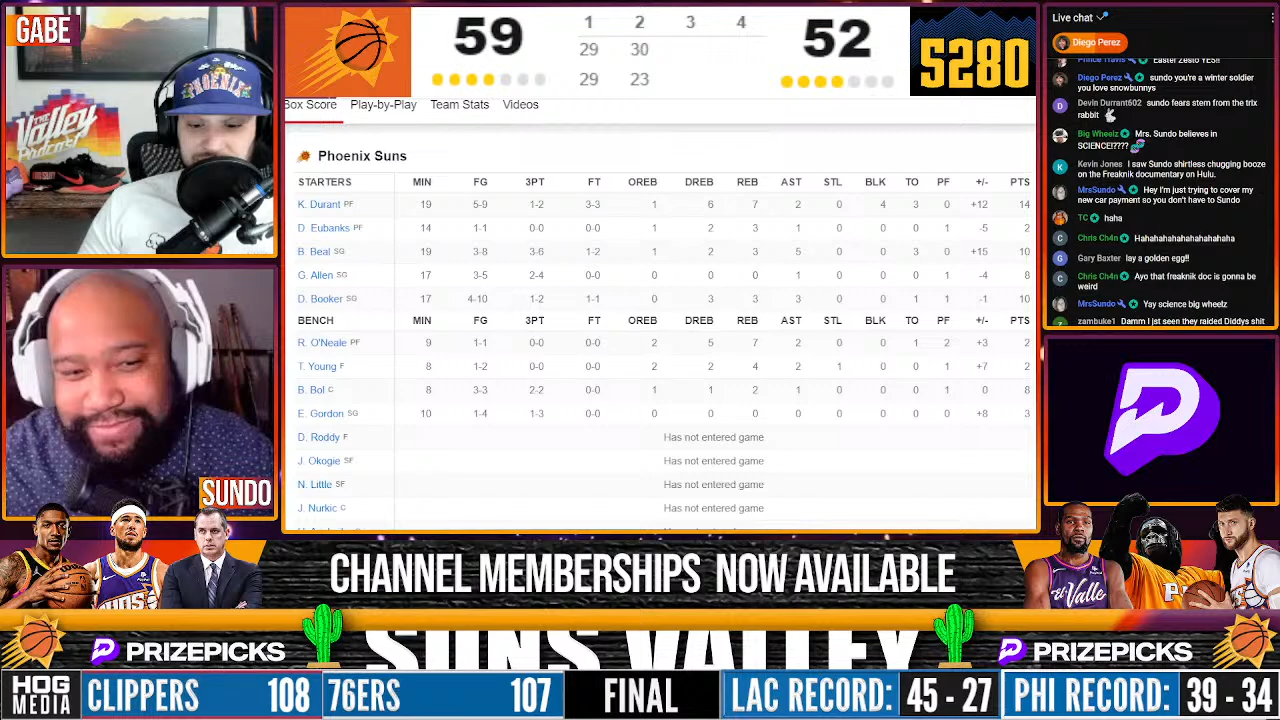 GABE
The Valley
Podcast
PHOENIX
59
1 2 3 4
29 30
29 23
52
5280
Box Score Play-by-Play Team Stats Videos
Phoenix Suns
STARTERS MIN FG 3PT FT OREB DREB REB AST STL BLK TO PF +/- PTS
K. Durant PF 19 5-9 1-2 3-3 1 6 7 2 0 4 3 0 +12 14
D. Eubanks PF 14 1-1 0-0 0-0 1 2 3 1 0 0 0 1 -5 2
B. Beal SG 19 3-8 3-6 1-2 1 2 3 5 0 0 3 0 +15 10
G. Allen SG 17 3-5 2-4 0-0 0 0 0 1 0 0 0 1 -4 8
D. Booker SG 17 4-10 1-2 1-1 0 3 3 3 0 0 1 1 -1 10
BENCH MIN FG 3PT FT OREB DREB REB AST STL BLK TO PF +/- PTS
R. O'Neale PF 9 1-1 0-0 0-0 2 5 7 2 0 0 1 2 +3 2
T. Young F 8 1-2 0-0 0-0 2 2 4 2 1 0 0 1 +7 2
B. Bol C 8 3-3 2-2 0-0 1 1 2 1 0 0 0 1 0 8
E. Gordon SG 10 1-4 1-3 0-0 0 0 0 0 0 0 0 0 +8 3
D. Roddy F Has not entered game
J. Okogie SF Has not entered game
N. Little SF Has not entered game
J. Nurkic C Has not entered game
Live chat
Diego Perez
Prince Travis Easter Zesto YES!!
Diego Perez sundo you're a winter soldier
you love snowbunnys
Devin Durrant602 sundo fears stem from the trix
rabbit
Big Wheelz Mrs. Sundo believes in
SCIENCE!????
Kevin Jones I saw Sundo shirtless chugging booze
on the Freaknik documentary on Hulu.
MrsSundo Hey I'm just trying to cover my
new car payment so you don't have to Sundo
TC haha
Chris Ch4n Hahahahahahahahahaha
Gary Baxter lay a golden egg!!
Chris Ch4n Ayo that freaknik doc is gonna be
weird
MrsSundo Yay science big wheelz
zambuke1 Damm I jst seen they raided Diddys shit
SUNDO
CHANNEL MEMBERSHIPS NOW AVAILABLE
PRIZEPICKS
SUNS VALLEY
PRIZEPICKS
HOG
MEDIA
CLIPPERS 108 76ERS 107 FINAL LAC RECORD: 45 - 27 PHI RECORD: 39 - 34